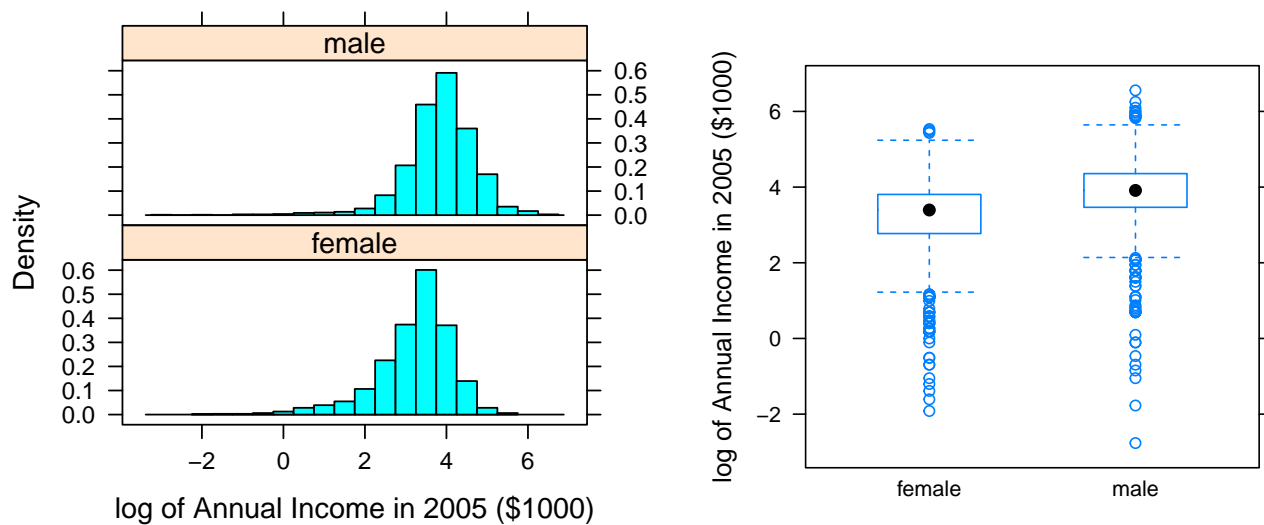 male
0.6
0.5
0.4
0.3
0.2
0.1
0.0
female
0.6
0.5
0.4
0.3
0.2
0.1
0.0
Density
−2 0 2 4 6
log of Annual Income in 2005 ($1000)
log of Annual Income in 2005 ($1000)
6
4
2
0
−2
female male